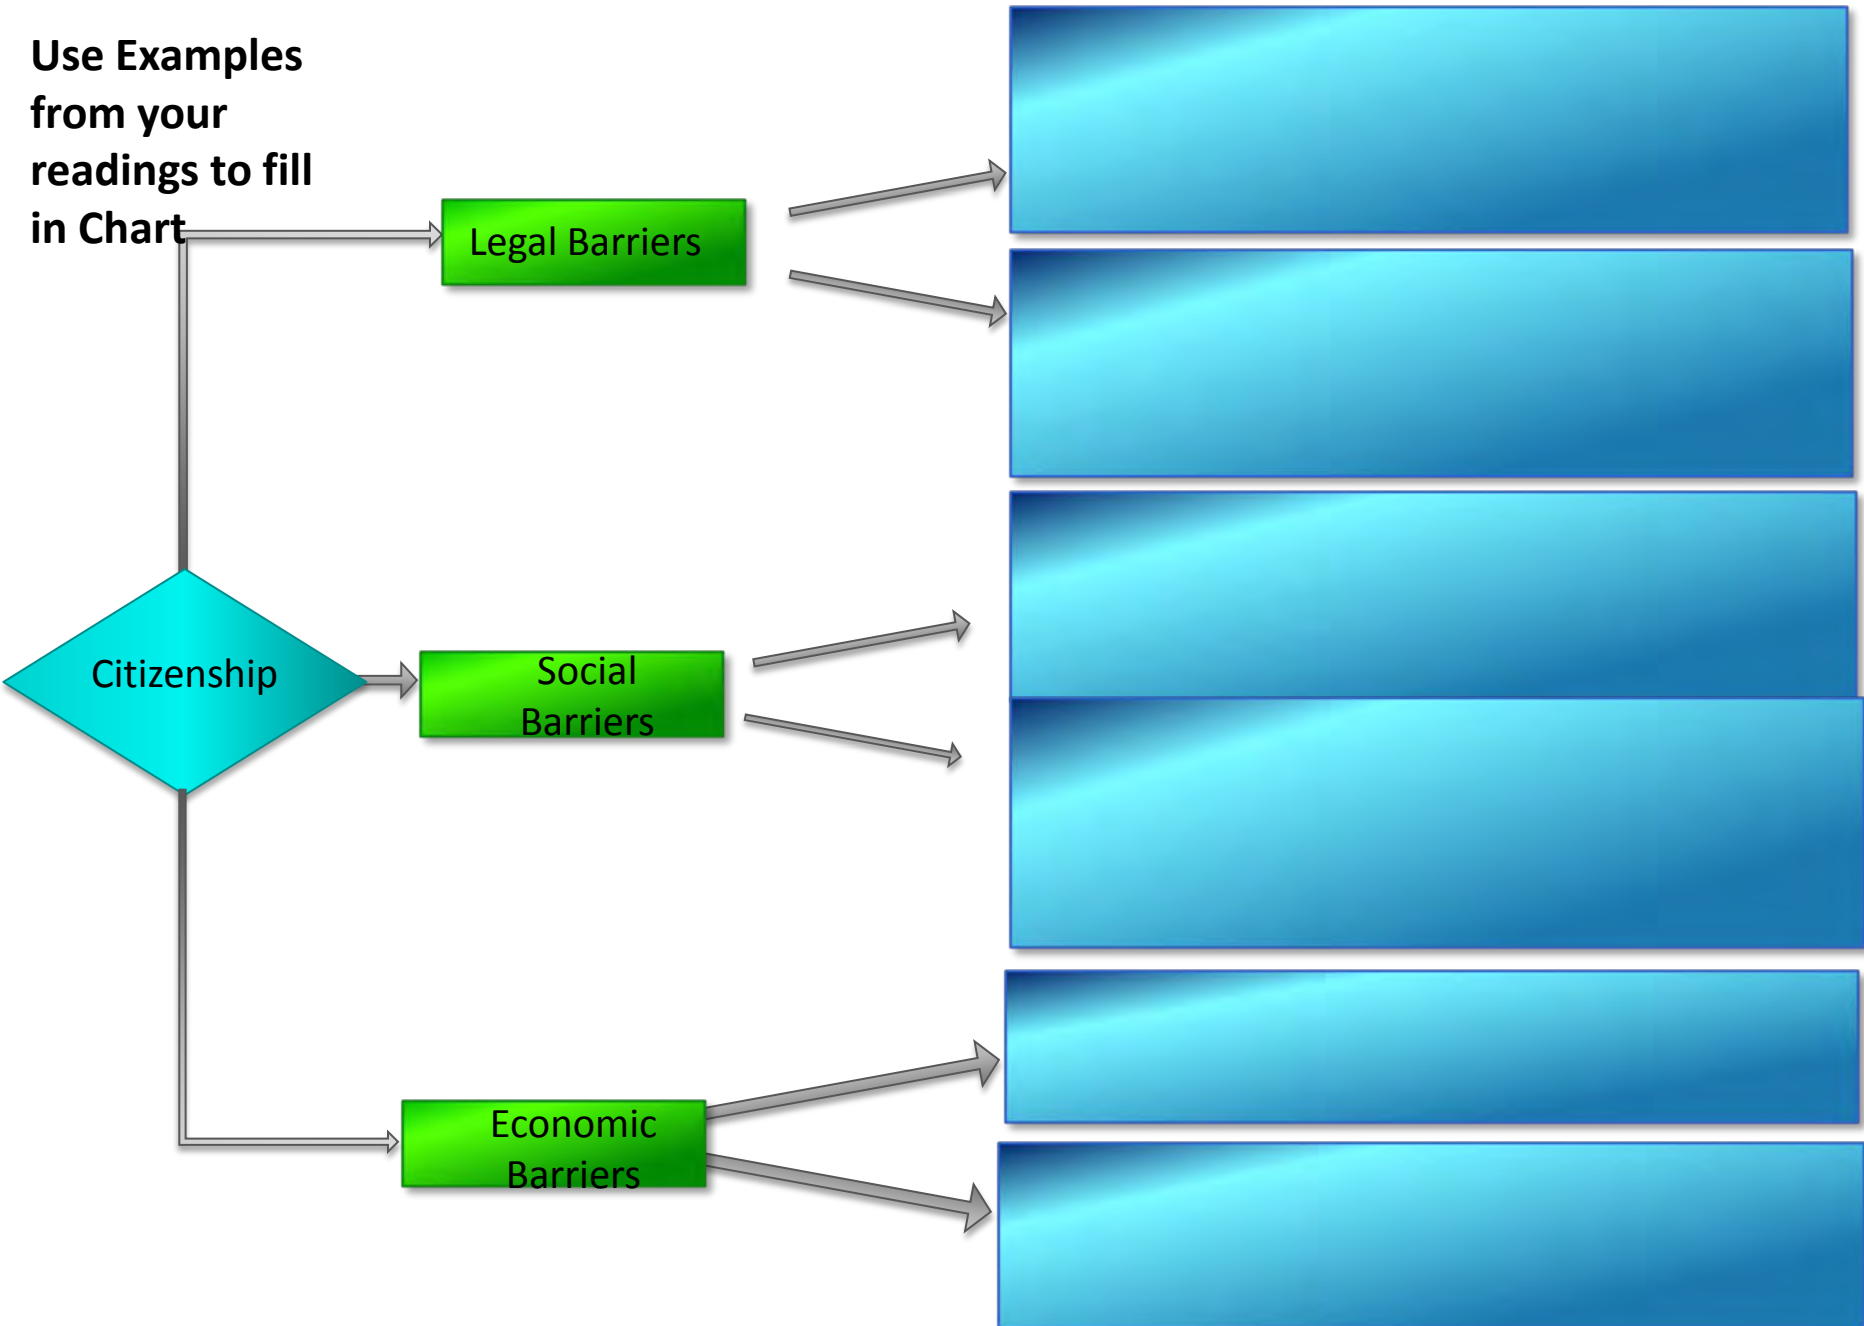 Use Examples
from your
readings to fill
in Chart
Legal Barriers
Citizenship
Social
Barriers
Economic
Barriers